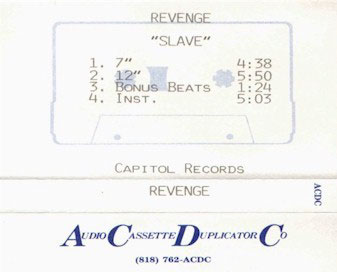 REVENGE
"SLAVE"
1. 7" 4:38
2. 12" 5:50
3. BONUS BEATS 1:24
4. INST. 5:03
CAPITOL RECORDS
REVENGE
ACDC
AUDIO CASSETTE DUPLICATOR CO
(818) 762-ACDC